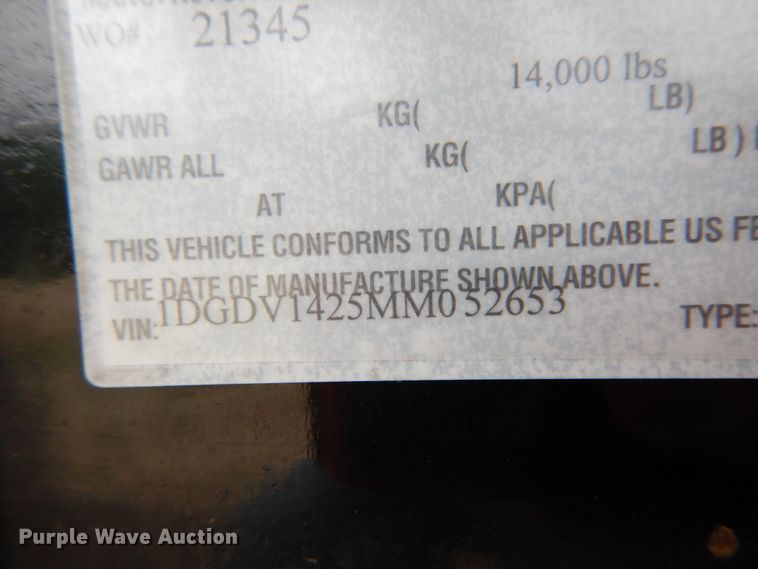 WO# 21345
14,000 lbs
GVWR KG( LB)
GAWR ALL KG( LB)
AT KPA(
THIS VEHICLE CONFORMS TO ALL APPLICABLE US FE
THE DATE OF MANUFACTURE SHOWN ABOVE.
VIN: 1DGDV1425MM052653 TYPE:
Purple Wave Auction®